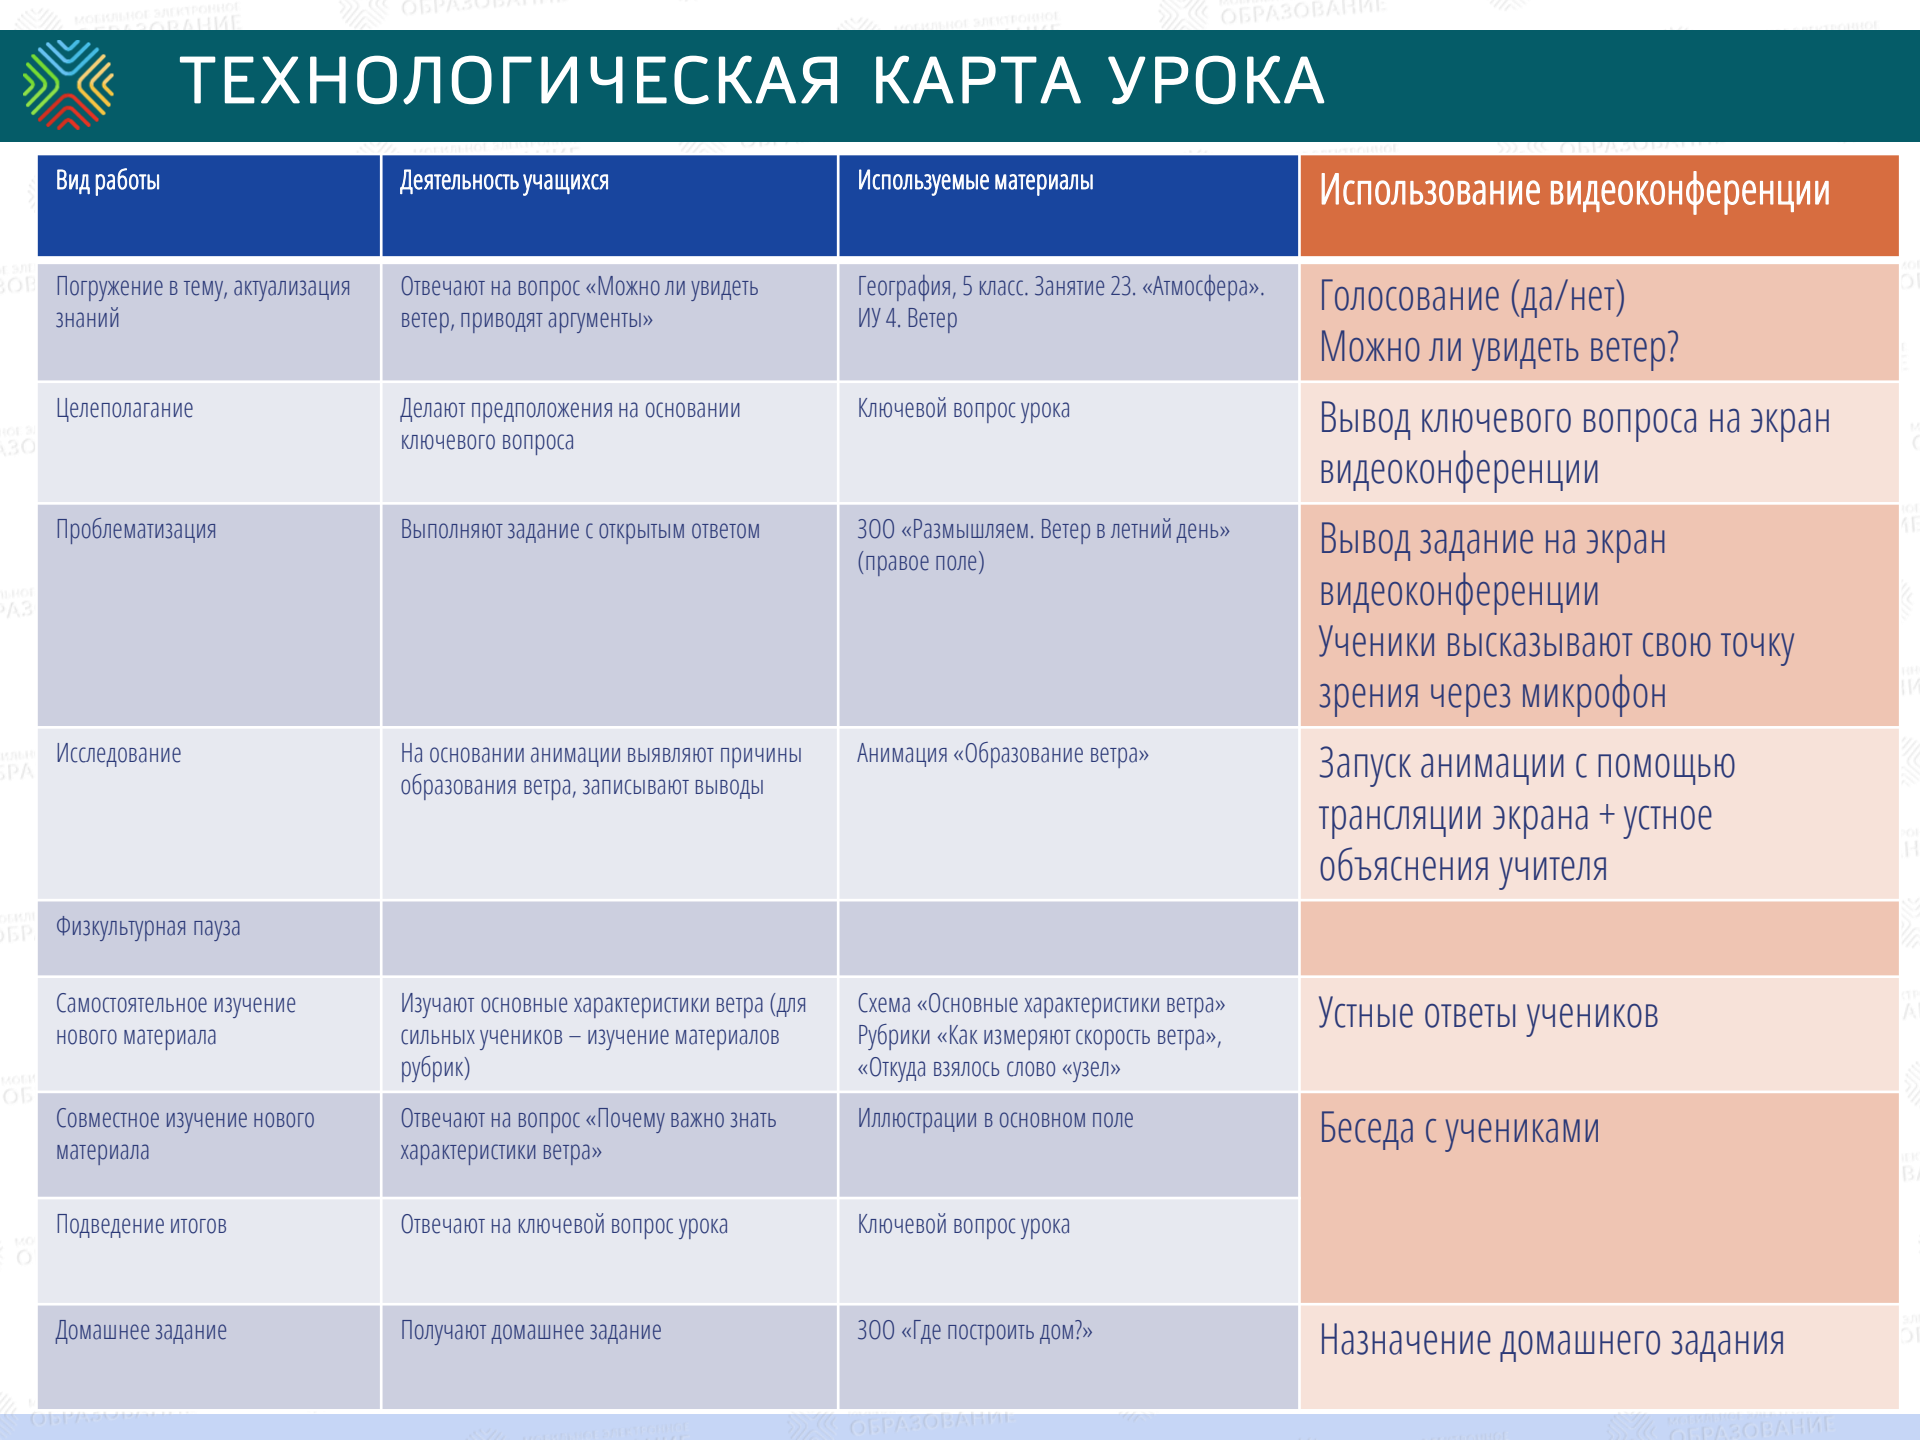 ТЕХНОЛОГИЧЕСКАЯ КАРТА УРОКА
Вид работы
Деятельность учащихся
Используемые материалы
Использование видеоконференции
Погружение в тему, актуализация
знаний
Отвечают на вопрос «Можно ли увидеть
ветер, приводят аргументы»
География, 5 класс. Занятие 23. «Атмосфера».
ИУ 4. Ветер
Голосование (да/нет)
Можно ли увидеть ветер?
Целеполагание
Делают предположения на основании
ключевого вопроса
Ключевой вопрос урока
Вывод ключевого вопроса на экран
видеоконференции
Проблематизация
Выполняют задание с открытым ответом
ЗОО «Размышляем. Ветер в летний день»
(правое поле)
Вывод задание на экран
видеоконференции
Ученики высказывают свою точку
зрения через микрофон
Исследование
На основании анимации выявляют причины
образования ветра, записывают выводы
Анимация «Образование ветра»
Запуск анимации с помощью
трансляции экрана + устное
объяснения учителя
Физкультурная пауза
Самостоятельное изучение
нового материала
Изучают основные характеристики ветра (для
сильных учеников – изучение материалов
рубрик)
Схема «Основные характеристики ветра»
Рубрики «Как измеряют скорость ветра»,
«Откуда взялось слово «узел»
Устные ответы учеников
Совместное изучение нового
материала
Отвечают на вопрос «Почему важно знать
характеристики ветра»
Иллюстрации в основном поле
Беседа с учениками
Подведение итогов
Отвечают на ключевой вопрос урока
Ключевой вопрос урока
Домашнее задание
Получают домашнее задание
ЗОО «Где построить дом?»
Назначение домашнего задания